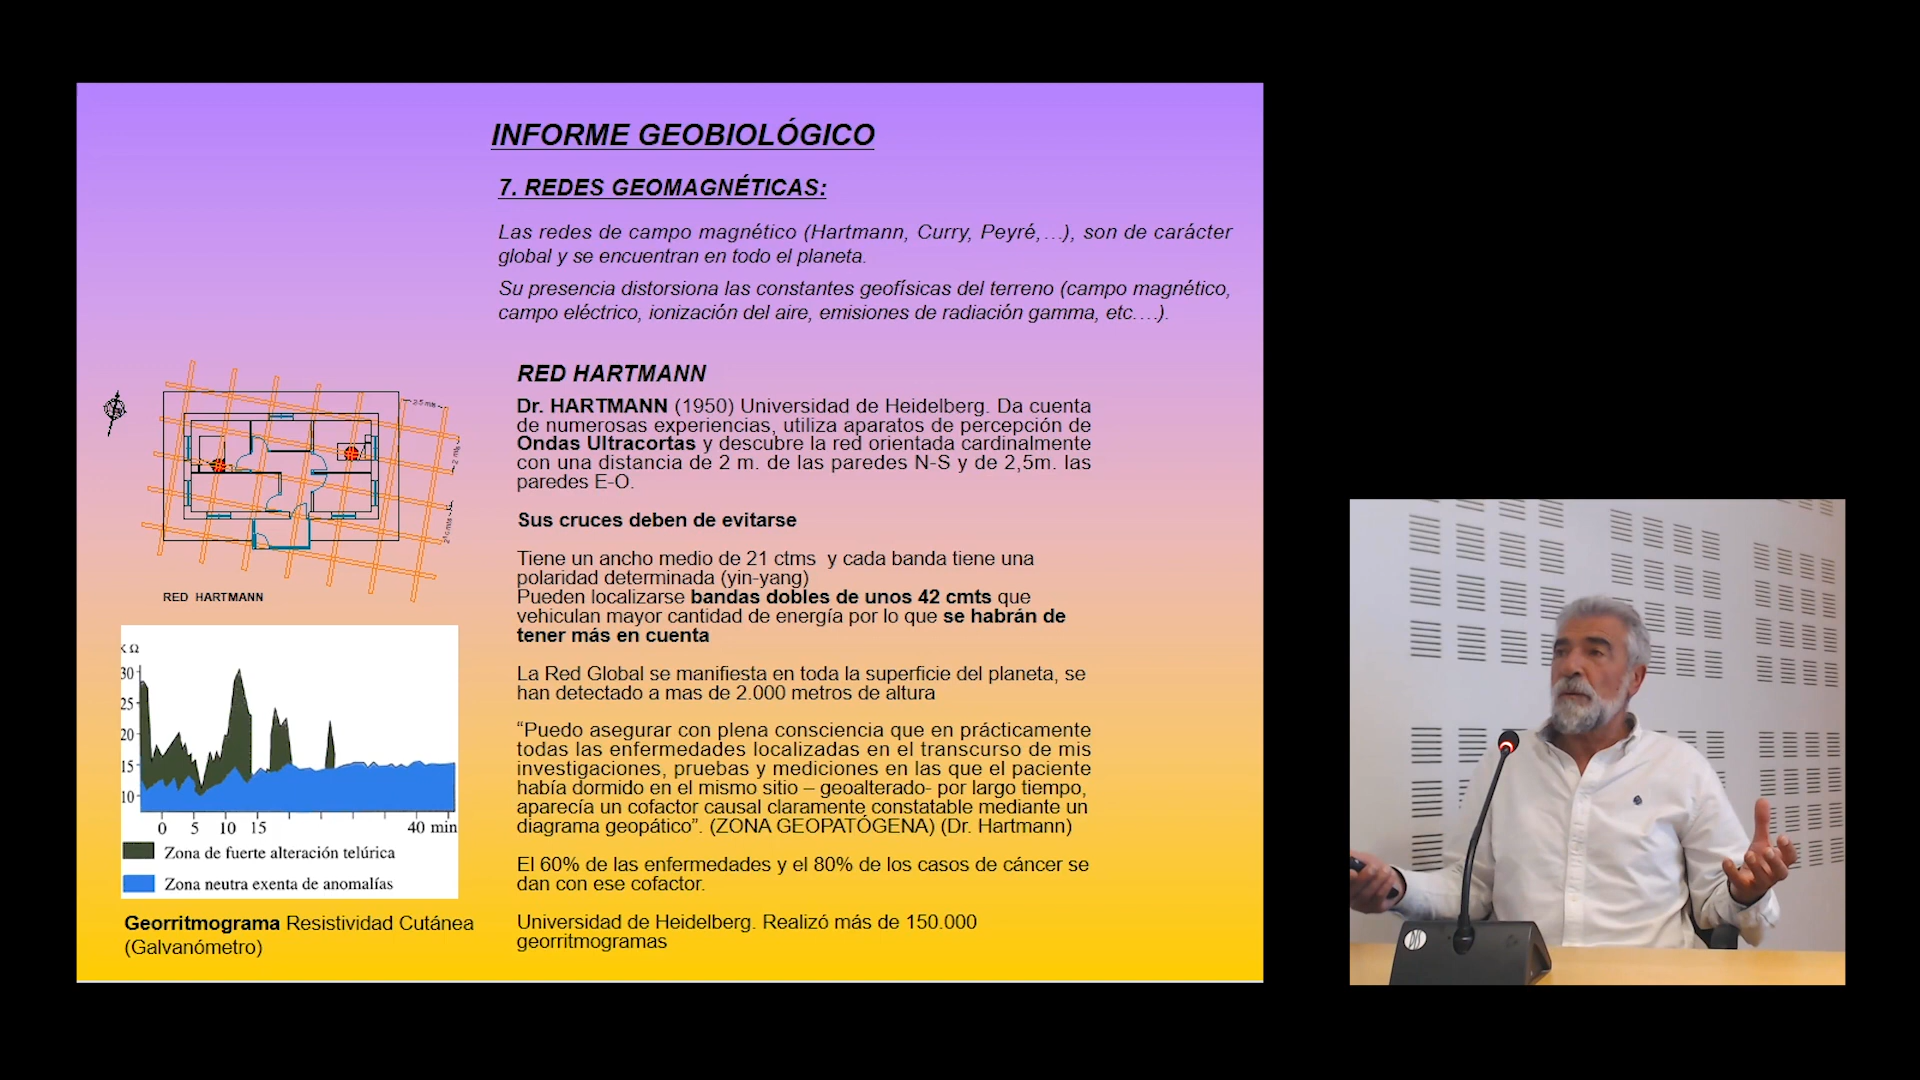 INFORME GEOBIOLÓGICO
7. REDES GEOMAGNÉTICAS:
Las redes de campo magnético (Hartmann, Curry, Peyré,…), son de carácter
global y se encuentran en todo el planeta.
Su presencia distorsiona las constantes geofísicas del terreno (campo magnético,
campo eléctrico, ionización del aire, emisiones de radiación gamma, etc….).
RED HARTMANN
Dr. HARTMANN (1950) Universidad de Heidelberg. Da cuenta
de numerosas experiencias, utiliza aparatos de percepción de
Ondas Ultracortas y descubre la red orientada cardinalmente
con una distancia de 2 m. de las paredes N-S y de 2,5m. las
paredes E-O.
Sus cruces deben de evitarse
Tiene un ancho medio de 21 ctms y cada banda tiene una
polaridad determinada (yin-yang)
Pueden localizarse bandas dobles de unos 42 cmts que
vehiculan mayor cantidad de energía por lo que se habrán de
tener más en cuenta
La Red Global se manifiesta en toda la superficie del planeta, se
han detectado a mas de 2.000 metros de altura
“Puedo asegurar con plena consciencia que en prácticamente
todas las enfermedades localizadas en el transcurso de mis
investigaciones, pruebas y mediciones en las que el paciente
había dormido en el mismo sitio – geoalterado- por largo tiempo,
aparecía un cofactor causal claramente constatable mediante un
diagrama geopático”. (ZONA GEOPATÓGENA) (Dr. Hartmann)
El 60% de las enfermedades y el 80% de los casos de cáncer se
dan con ese cofactor.
Universidad de Heidelberg. Realizó más de 150.000
georritmogramas
2.5 mts
RED HARTMANN
K Ω
30
25
20
15
10
0 5 10 15 40 min
Zona de fuerte alteración telúrica
Zona neutra exenta de anomalías
Georritmograma Resistividad Cutánea
(Galvanómetro)